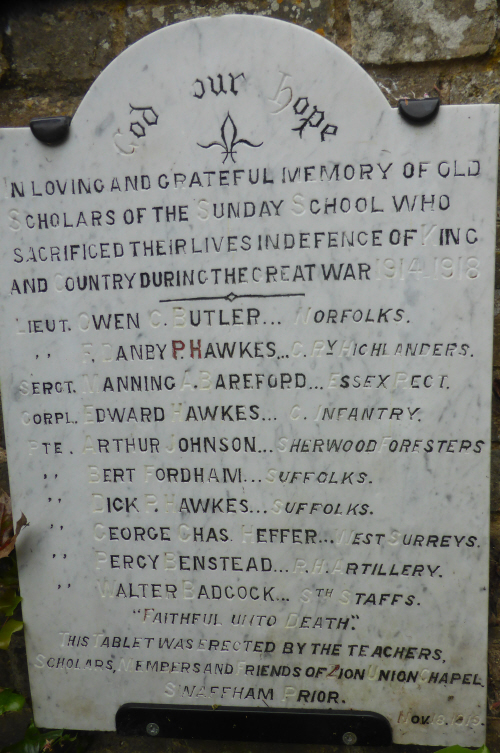 God our Hope
IN LOVING AND GRATEFUL MEMORY OF OLD
SCHOLARS OF THE SUNDAY SCHOOL WHO
SACRIFICED THEIR LIVES IN DEFENCE OF KING
AND COUNTRY DURING THE GREAT WAR 1914-1918
LIEUT. OWEN C. BUTLER... NORFOLKS.
" F. DANBY P. HAWKES... C. RY HIGHLANDERS.
SERGT. MANNING A. BAREFORD... ESSEX REGT.
CORPL. EDWARD HAWKES... C. INFANTRY.
PTE. ARTHUR JOHNSON... SHERWOOD FORESTERS
" BERT FORDHAM... SUFFOLKS.
" DICK P. HAWKES... SUFFOLKS.
" GEORGE CHAS. HEFFER... WEST SURREYS.
" PERCY BENSTEAD... R.H. ARTILLERY.
" WALTER BADCOCK... STH STAFFS.
"FAITHFUL UNTO DEATH".
THIS TABLET WAS ERECTED BY THE TEACHERS,
SCHOLARS, MEMBERS AND FRIENDS OF ZION UNION CHAPEL
SWAFFHAM PRIOR.
NOV.